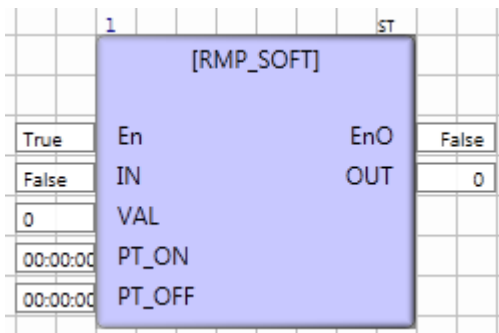 1 ST
[RMP_SOFT]
True En EnO False
False IN OUT 0
0 VAL
00:00:00 PT_ON
00:00:00 PT_OFF